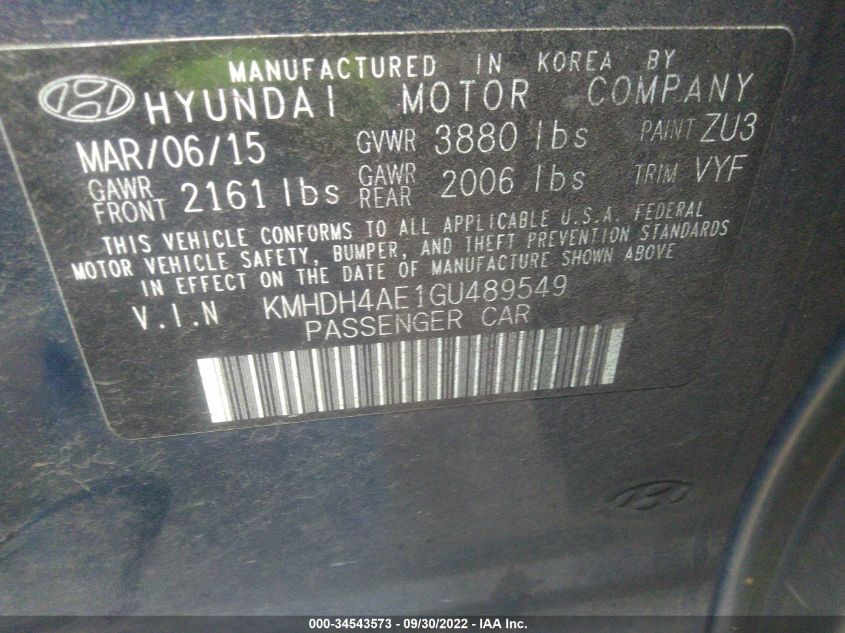 MANUFACTURED IN KOREA BY
HYUNDAI MOTOR COMPANY
MAR/06/15 GVWR 3880 lbs PAINT ZU3
GAWR FRONT 2161 lbs GAWR REAR 2006 lbs TRIM VYF
THIS VEHICLE CONFORMS TO ALL APPLICABLE U.S.A. FEDERAL
MOTOR VEHICLE SAFETY, BUMPER, AND THEFT PREVENTION STANDARDS
IN EFFECT ON THE DATE OF MANUFACTURE SHOWN ABOVE
V.I.N KMHDH4AE1GU489549
PASSENGER CAR
000-34543573 - 09/30/2022 - IAA Inc.